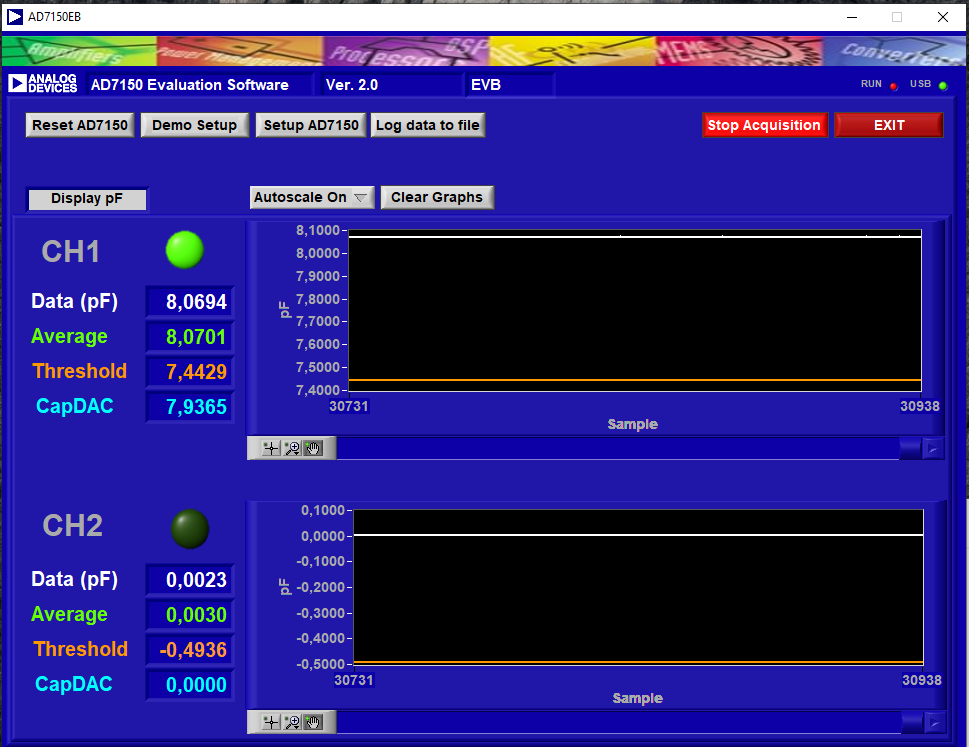 AD7150EB
Amplifiers Power Management Processors DSP MEMS Converters
ANALOG DEVICES AD7150 Evaluation Software Ver. 2.0 EVB RUN USB
Reset AD7150 Demo Setup Setup AD7150 Log data to file Stop Acquisition EXIT
Display pF Autoscale On Clear Graphs
CH1
Data (pF) 8,0694
Average 8,0701
Threshold 7,4429
CapDAC 7,9365
pF
8,1000
8,0000
7,9000
7,8000
7,7000
7,6000
7,5000
7,4000
30731 30938
Sample
CH2
Data (pF) 0,0023
Average 0,0030
Threshold -0,4936
CapDAC 0,0000
pF
0,1000
0,0000
-0,1000
-0,2000
-0,3000
-0,4000
-0,5000
30731 30938
Sample